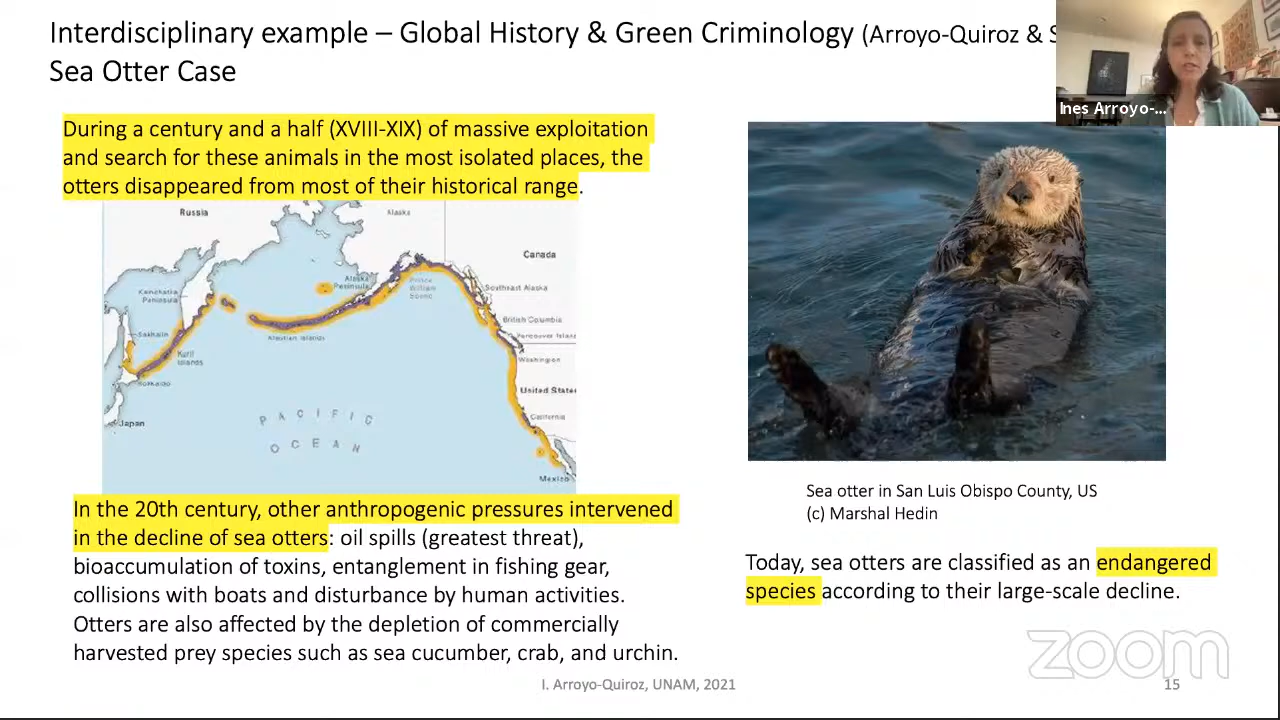 Interdisciplinary example – Global History & Green Criminology (Arroyo-Quiroz &
Sea Otter Case
Ines Arroyo-...
During a century and a half (XVIII-XIX) of massive exploitation
and search for these animals in the most isolated places, the
otters disappeared from most of their historical range.
Russia
Alaska
Canada
Kamchatka
Peninsula
Alaska
Peninsula
Prince
William
Sound
Southeast Alaska
Sakhalin
Kuril
Islands
Aleutian Islands
British Columbia
Vancouver Island
Washington
Hokkaido
United States
California
Japan
PACIFIC
OCEAN
Mexico
In the 20th century, other anthropogenic pressures intervened
in the decline of sea otters: oil spills (greatest threat),
bioaccumulation of toxins, entanglement in fishing gear,
collisions with boats and disturbance by human activities.
Otters are also affected by the depletion of commercially
harvested prey species such as sea cucumber, crab, and urchin.
Sea otter in San Luis Obispo County, US
(c) Marshal Hedin
Today, sea otters are classified as an endangered
species according to their large-scale decline.
zoom
I. Arroyo-Quiroz, UNAM, 2021
15